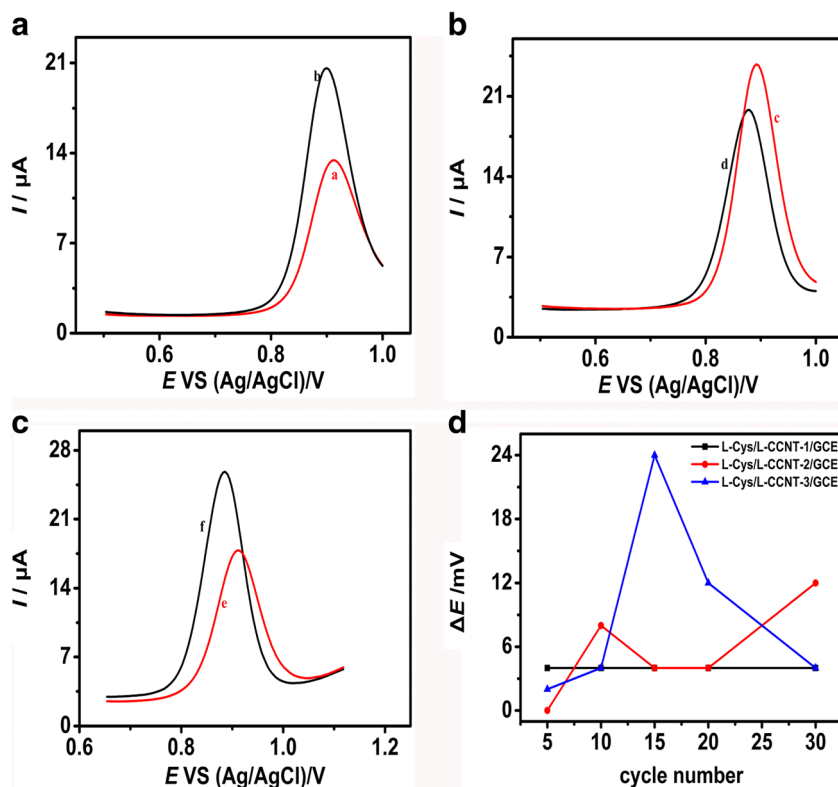 a
21
14
7
0
I / µA
b
a
0.6
0.8
1.0
E VS (Ag/AgCl)/V
b
21
14
7
0
I / µA
d
c
0.6
0.8
1.0
E VS (Ag/AgCl)/V
c
28
21
14
7
0
I / µA
f
e
0.6
0.8
1.0
1.2
E VS (Ag/AgCl)/V
d
24
18
12
6
0
ΔE /mV
L-Cys/L-CCNT-1/GCE
L-Cys/L-CCNT-2/GCE
L-Cys/L-CCNT-3/GCE
5
10
15
20
25
30
cycle number